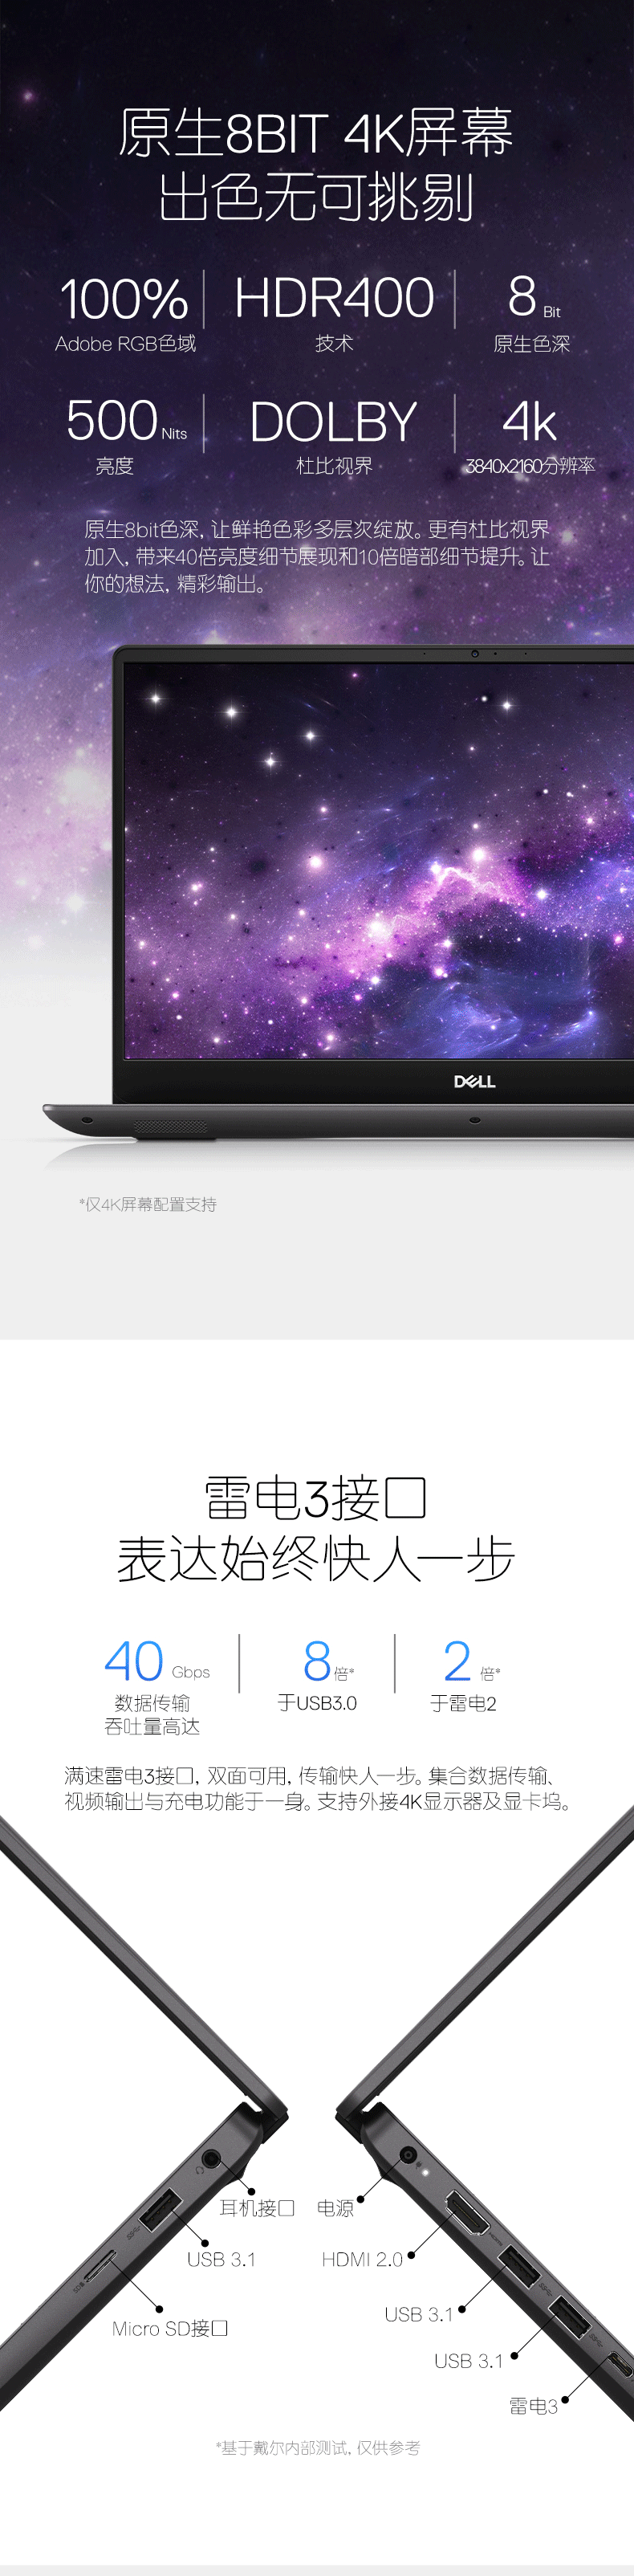 原生8BIT 4K屏幕
出色无可挑剔
100%
Adobe RGB色域
HDR400
技术
8 Bit
原生色深
500 Nits
亮度
DOLBY
杜比视界
4k
3840x2160分辨率
原生8bit色深, 让鲜艳色彩多层次绽放。更有杜比视界
加入, 带来40倍亮度细节展现和10倍暗部细节提升。让
你的想法, 精彩输出。
DELL
*仅4K屏幕配置支持
雷电3接口
表达始终快人一步
40 Gbps
数据传输
吞吐量高达
8 倍*
于USB3.0
2 倍*
于雷电2
满速雷电3接口, 双面可用, 传输快人一步。集合数据传输、
视频输出与充电功能于一身。支持外接4K显示器及显卡坞。
耳机接口
USB 3.1
Micro SD接口
电源
HDMI 2.0
USB 3.1
USB 3.1
雷电3
*基于戴尔内部测试, 仅供参考